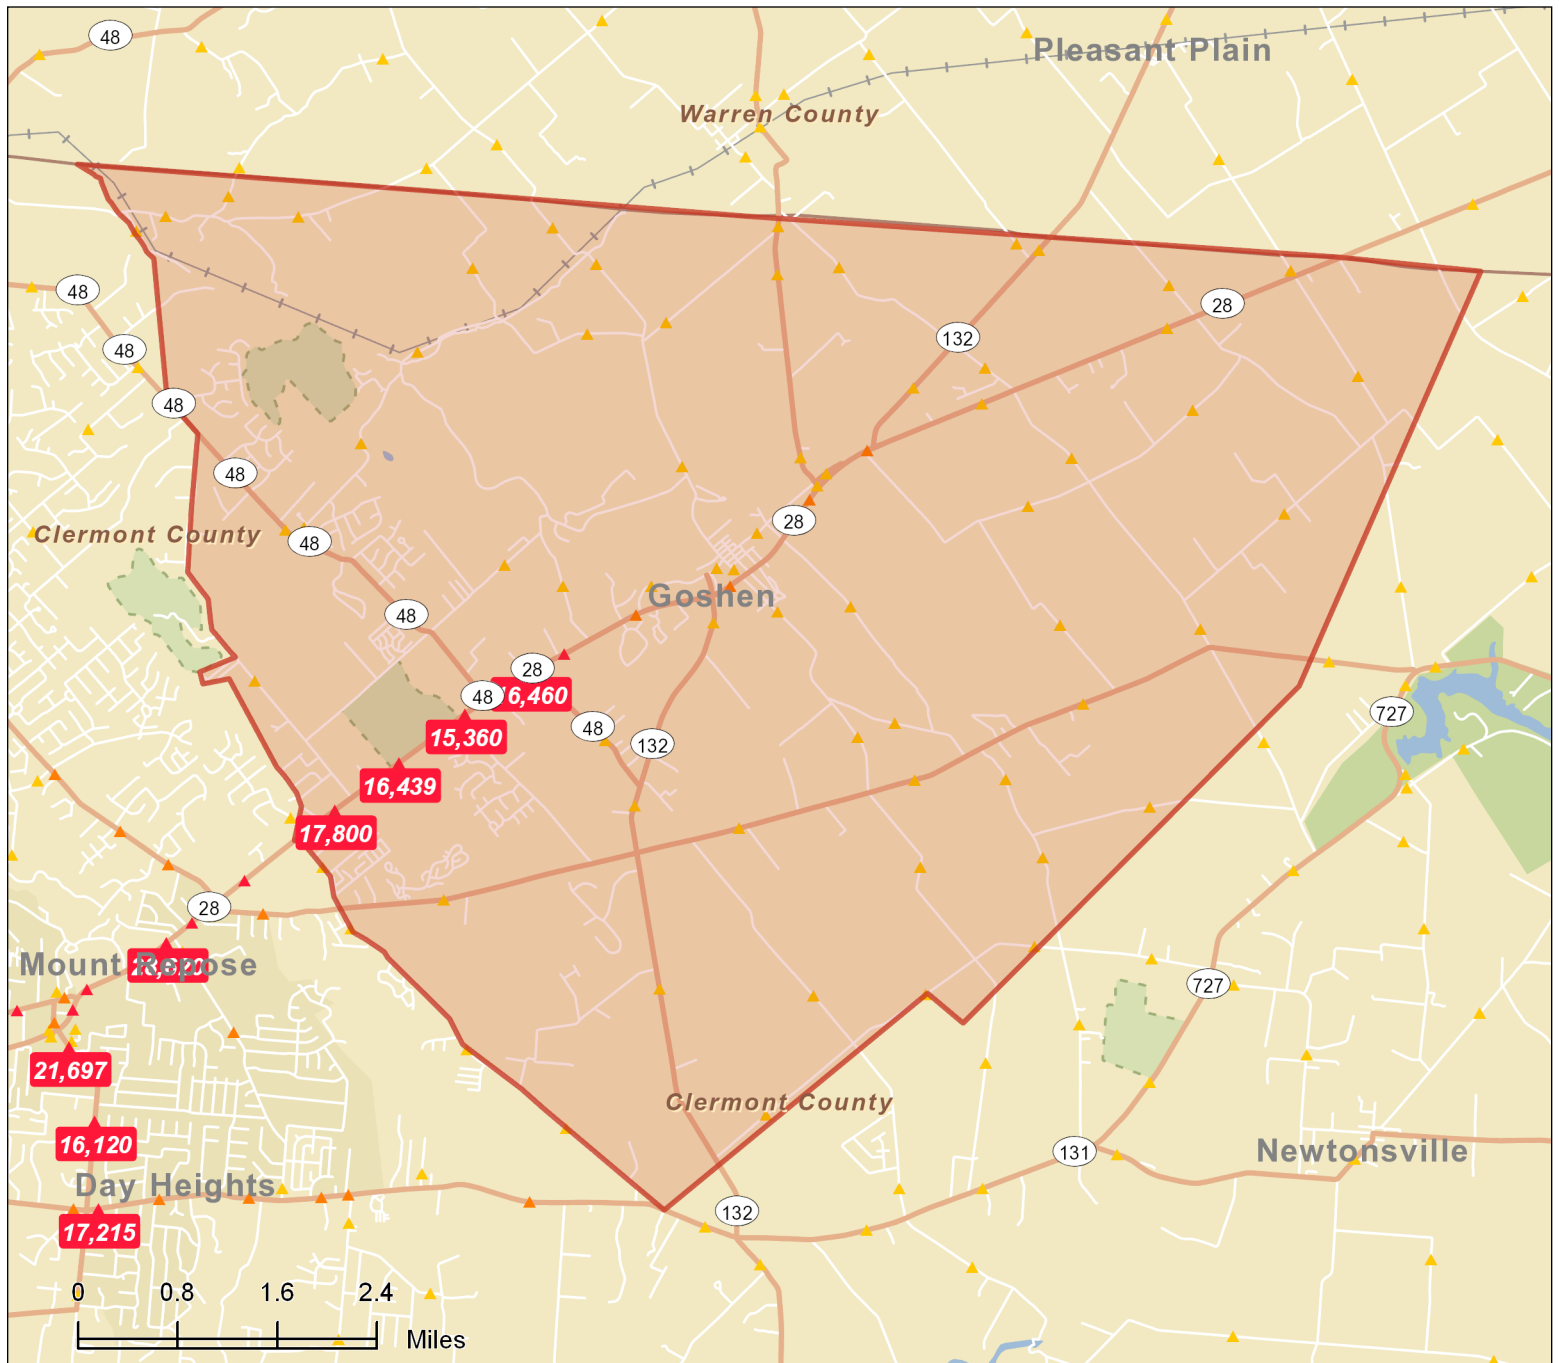 48
Pleasant Plain
Warren County
48
28
48
132
48
48
28
Clermont County
48
Goshen
48
28
48
16,460
727
48
132
15,360
16,439
17,800
28
Mount Repose
727
21,697
Clermont County
16,120
131
Newtonsville
Day Heights
132
17,215
0 0.8 1.6 2.4
Miles